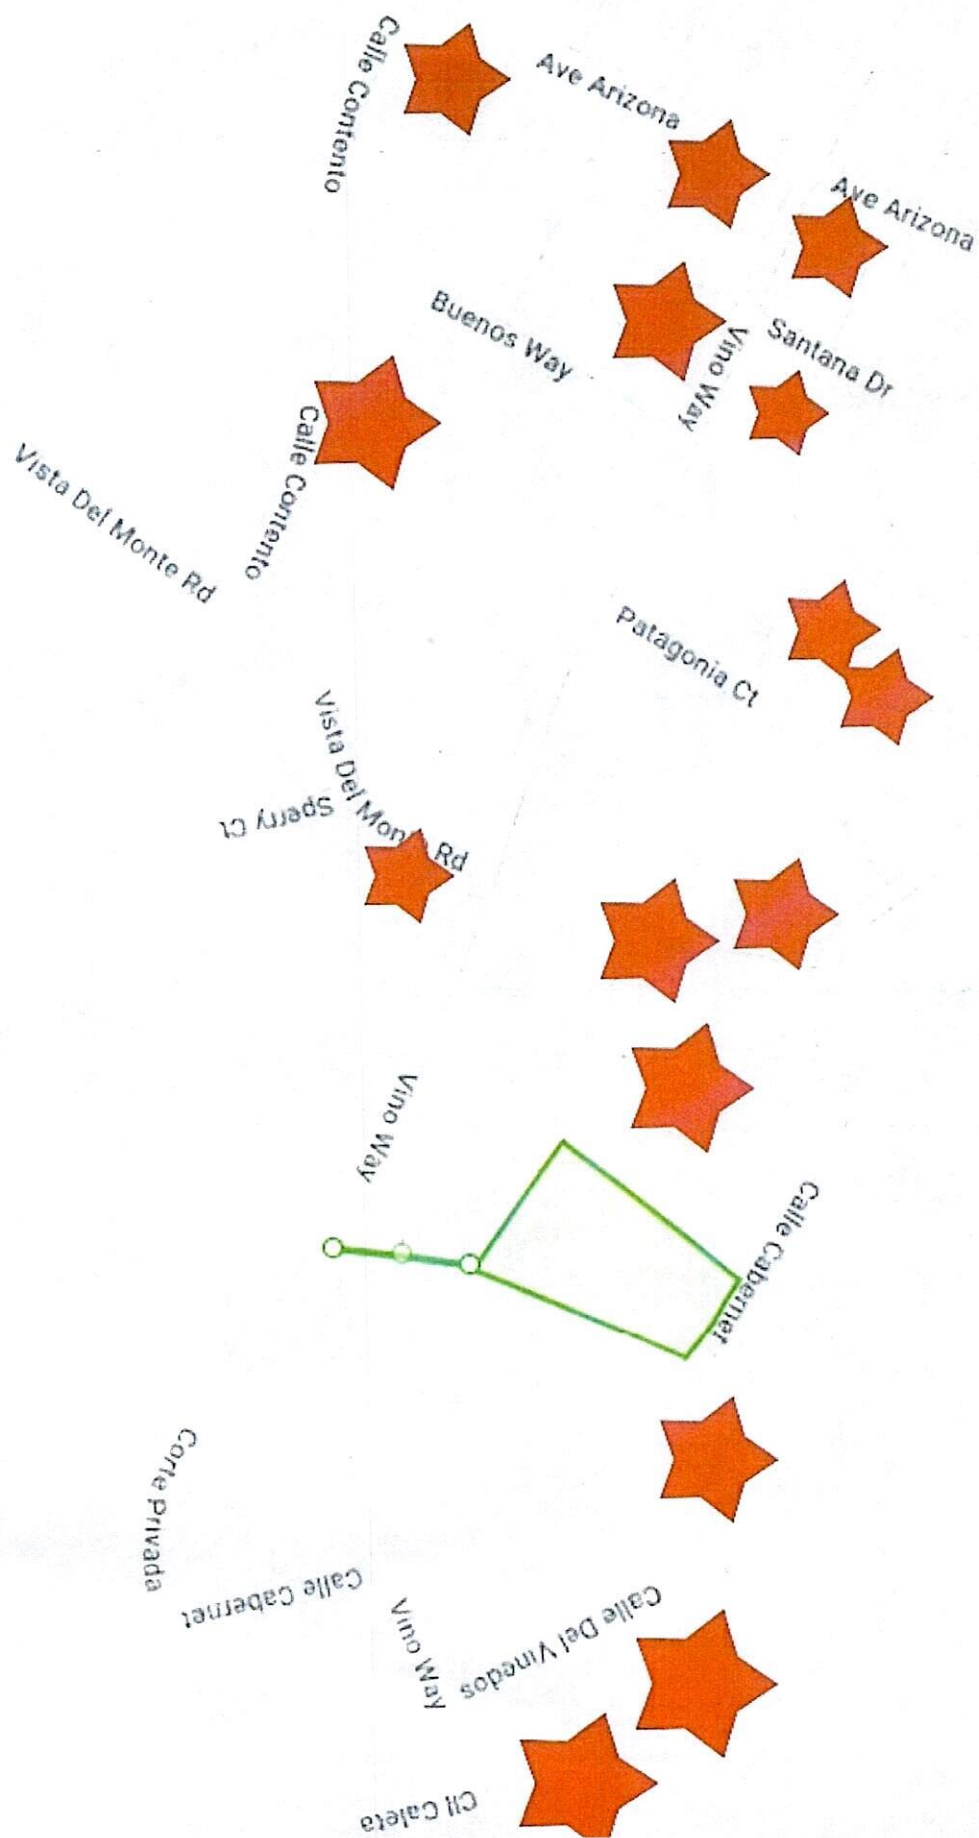 Calle Contento
Ave Arizona
Ave Arizona
Buenos Way
Vino Way
Santana Dr
Calle Contento
Vista Del Monte Rd
Patagonia Ct
Vista Del Monte Rd
Sperry Ct
Vino Way
Calle Cabernet
Corte Privada
Calle Cabernet
Vino Way
Calle Del Vinedos
Cll Caleta